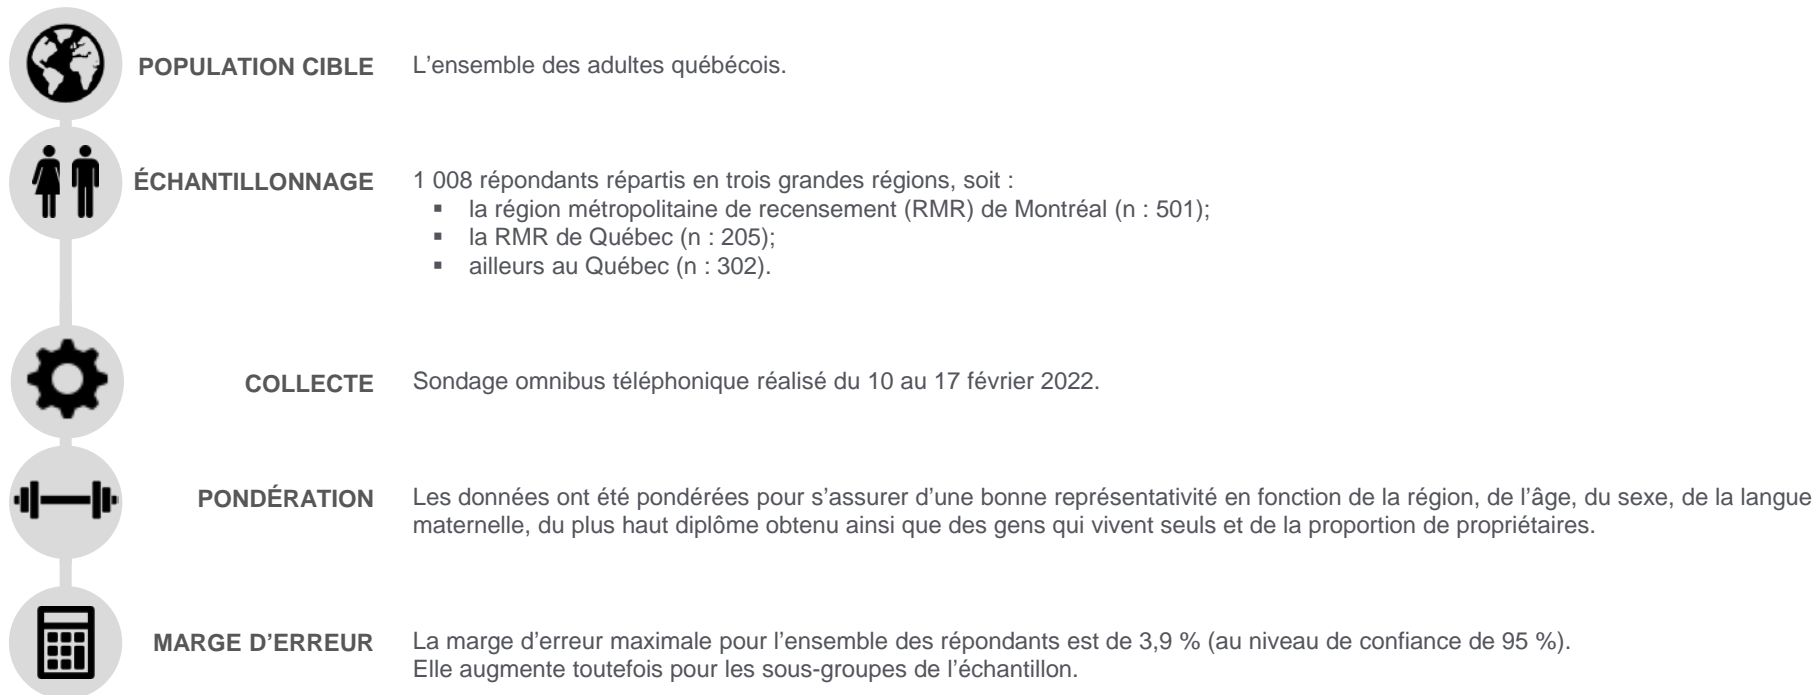 POPULATION CIBLE L’ensemble des adultes québécois.
ÉCHANTILLONNAGE 1 008 répondants répartis en trois grandes régions, soit :
▪ la région métropolitaine de recensement (RMR) de Montréal (n : 501);
▪ la RMR de Québec (n : 205);
▪ ailleurs au Québec (n : 302).
COLLECTE Sondage omnibus téléphonique réalisé du 10 au 17 février 2022.
PONDÉRATION Les données ont été pondérées pour s’assurer d’une bonne représentativité en fonction de la région, de l’âge, du sexe, de la langue
maternelle, du plus haut diplôme obtenu ainsi que des gens qui vivent seuls et de la proportion de propriétaires.
MARGE D’ERREUR La marge d’erreur maximale pour l’ensemble des répondants est de 3,9 % (au niveau de confiance de 95 %).
Elle augmente toutefois pour les sous-groupes de l’échantillon.